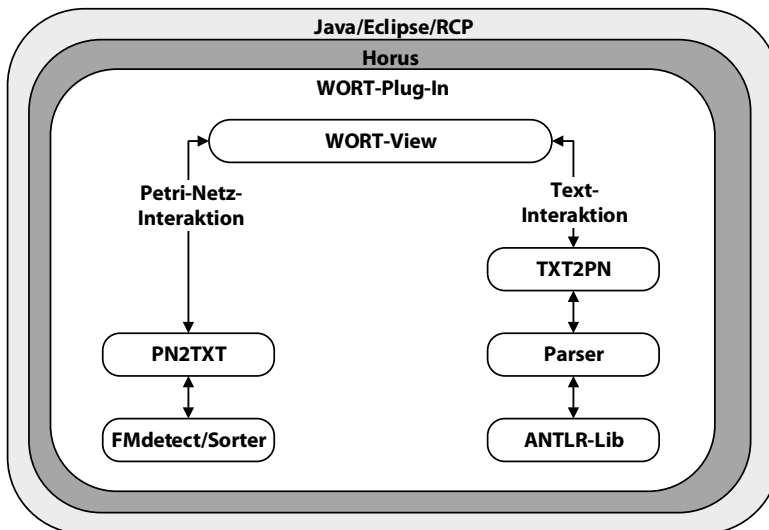 Java/Eclipse/RCP
Horus
WORT-Plug-In
WORT-View
Petri-Netz-
Interaktion
Text-
Interaktion
TXT2PN
PN2TXT
Parser
FMdetect/Sorter
ANTLR-Lib